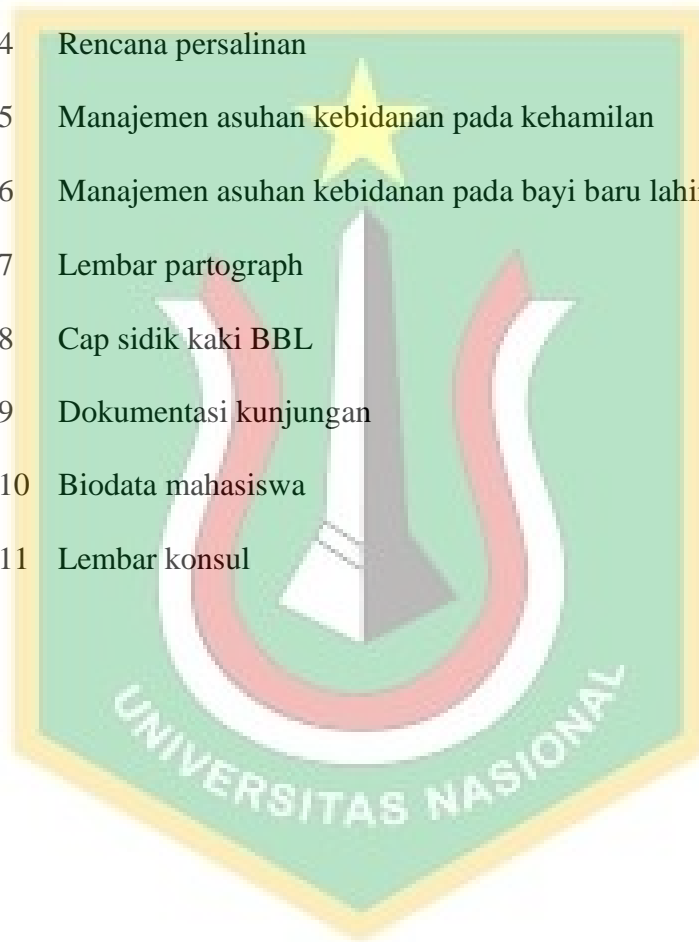 4 Rencana persalinan
5 Manajemen asuhan kebidanan pada kehamilan
6 Manajemen asuhan kebidanan pada bayi baru lahir
7 Lembar partograph
8 Cap sidik kaki BBL
9 Dokumentasi kunjungan
10 Biodata mahasiswa
11 Lembar konsul
UNIVERSITAS NASIONAL